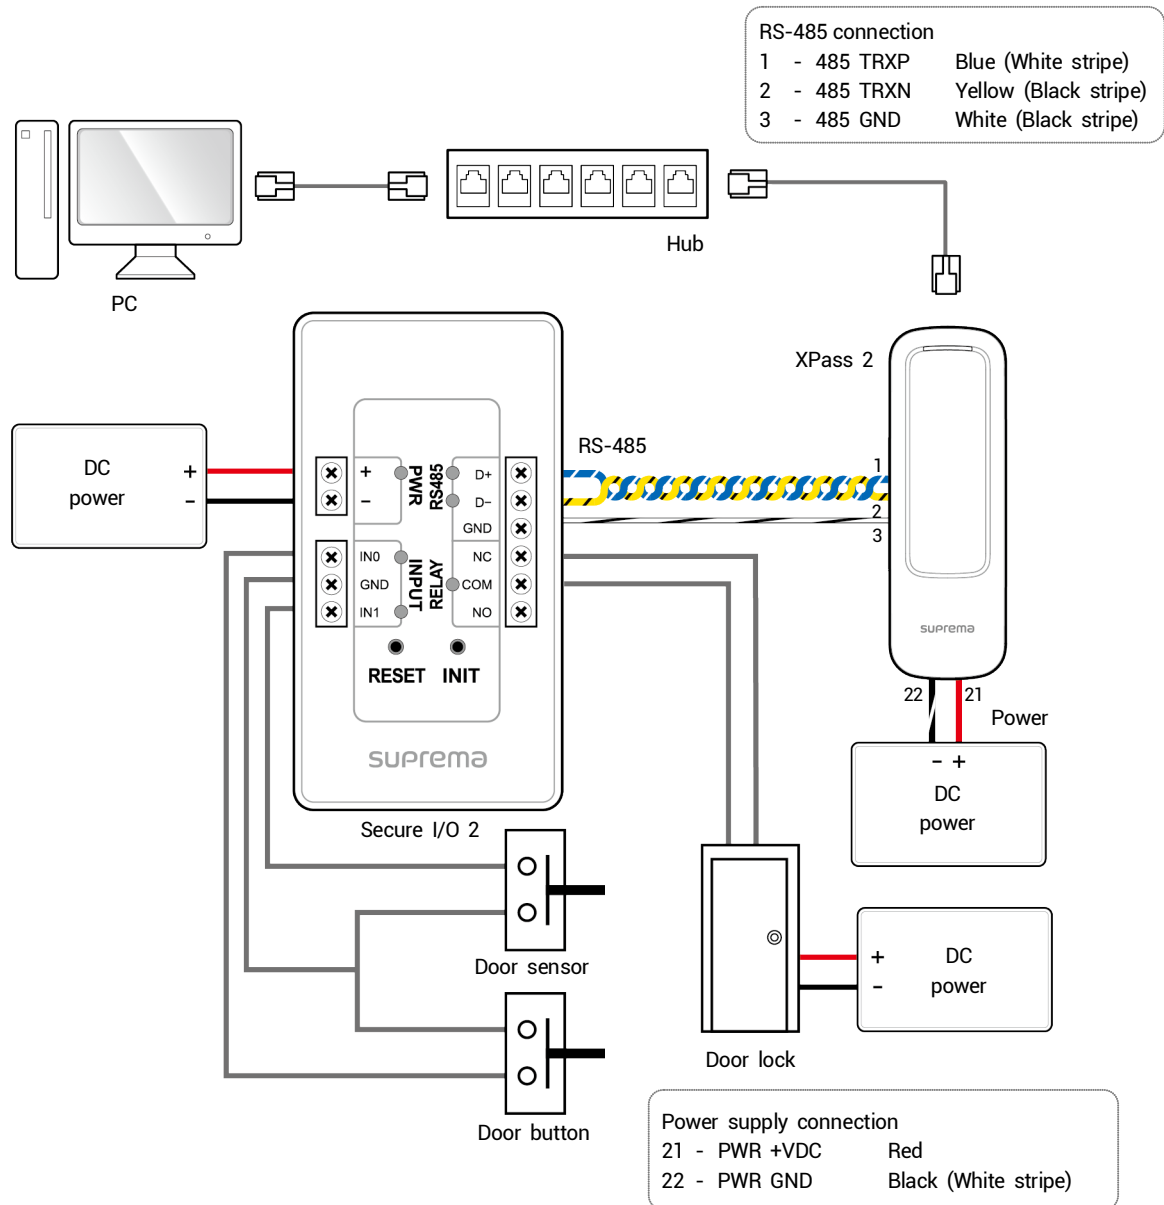 RS-485 connection
1 - 485 TRXP Blue (White stripe)
2 - 485 TRXN Yellow (Black stripe)
3 - 485 GND White (Black stripe)
Hub
PC
XPass 2
RS-485
DC
power
+
-
+
-
PWR
RS485
D+
D-
GND
IN0
GND
IN1
INPUT
RELAY
NC
COM
NO
RESET INIT
suprema
Secure I/O 2
1
2
3
suprema
22
21
Power
- +
DC
power
Door sensor
Door button
+
-
DC
power
Door lock
Power supply connection
21 - PWR +VDC Red
22 - PWR GND Black (White stripe)